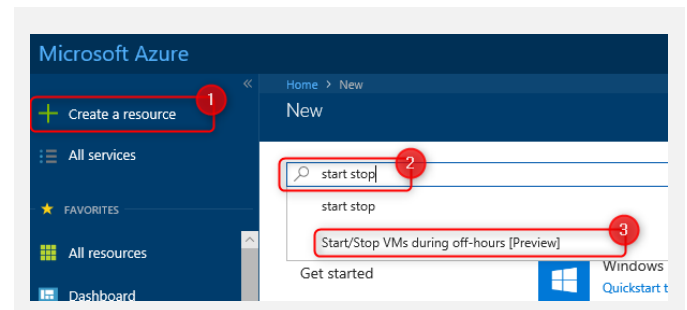 Microsoft Azure
«
Home > New
1
Create a resource
New
All services
2
start stop
FAVORITES
start stop
3
Start/Stop VMs during off-hours [Preview]
All resources
Get started
Windows
Quickstart t
Dashboard